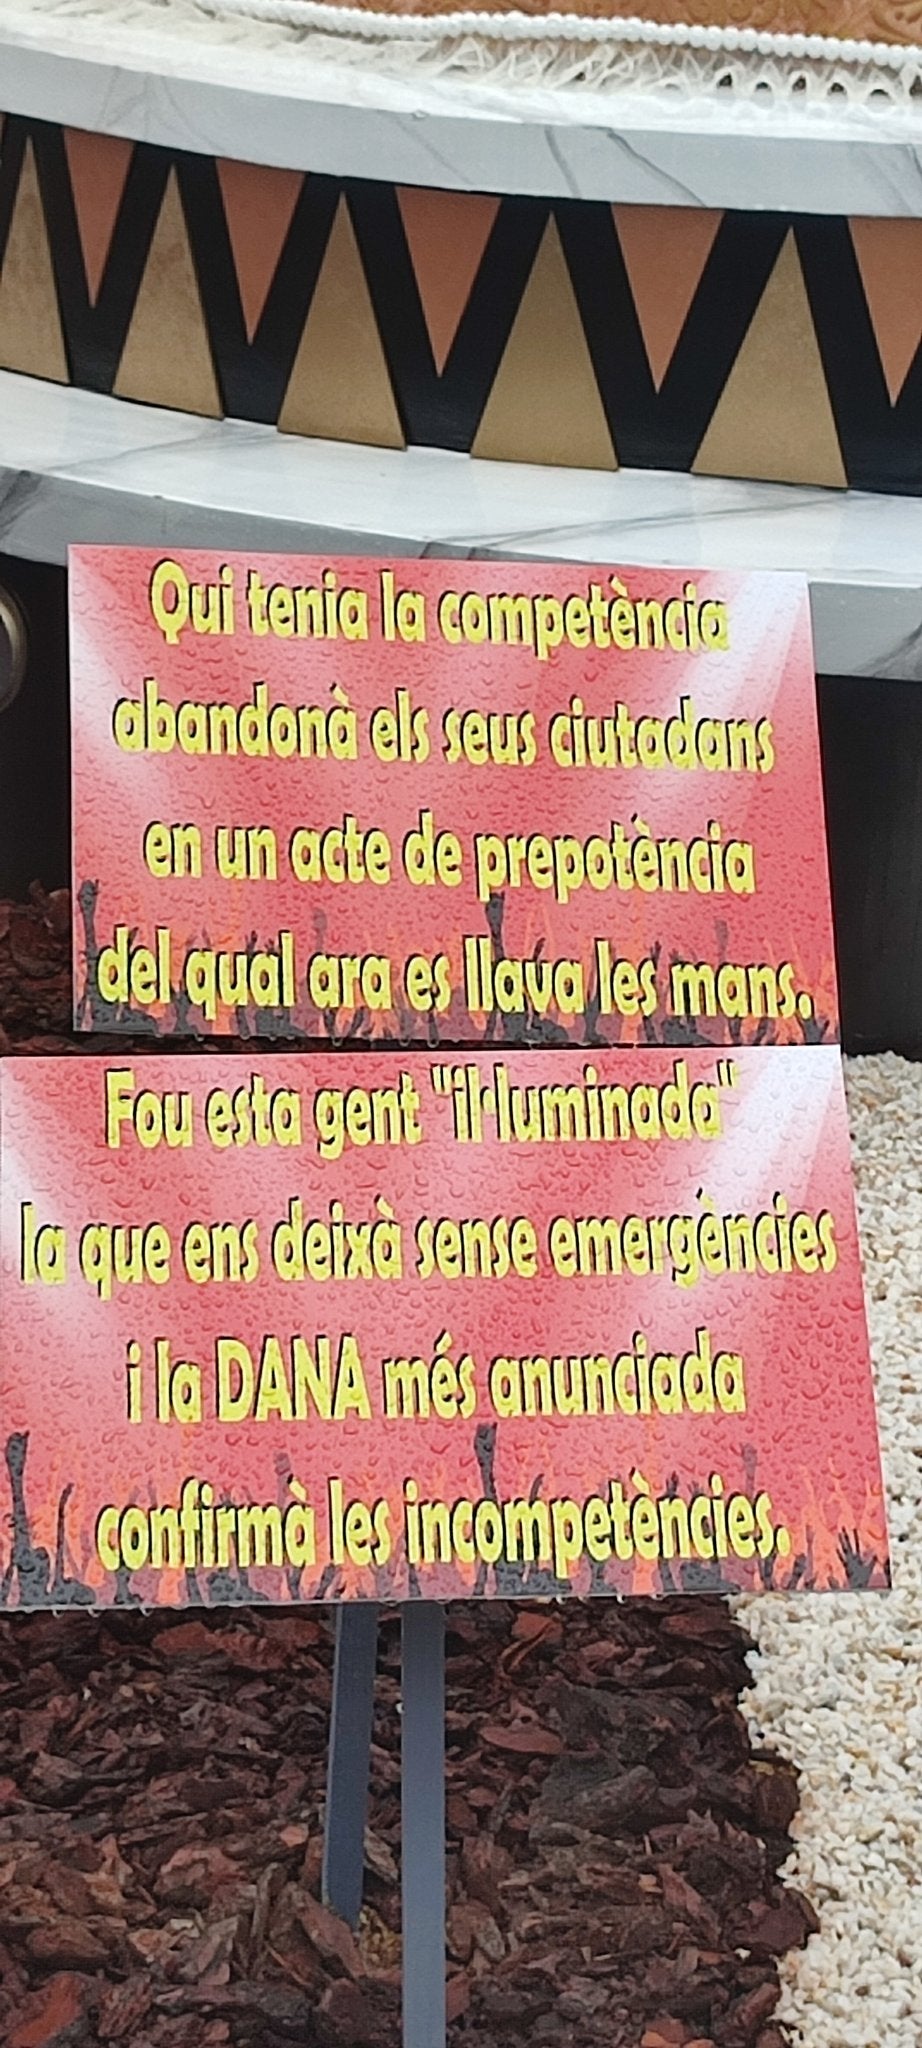 Qui tenia la competència
abandonà els seus ciutadans
en un acte de prepotència
del qual ara es llava les mans.
Fou esta gent "il·luminada"
la que ens deixà sense emergències
i la DANA més anunciada
confirmà les incompetències.